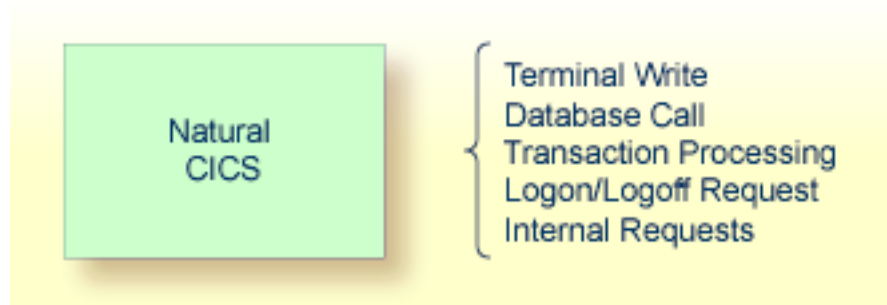 Natural
CICS
Terminal Write
Database Call
Transaction Processing
Logon/Logoff Request
Internal Requests